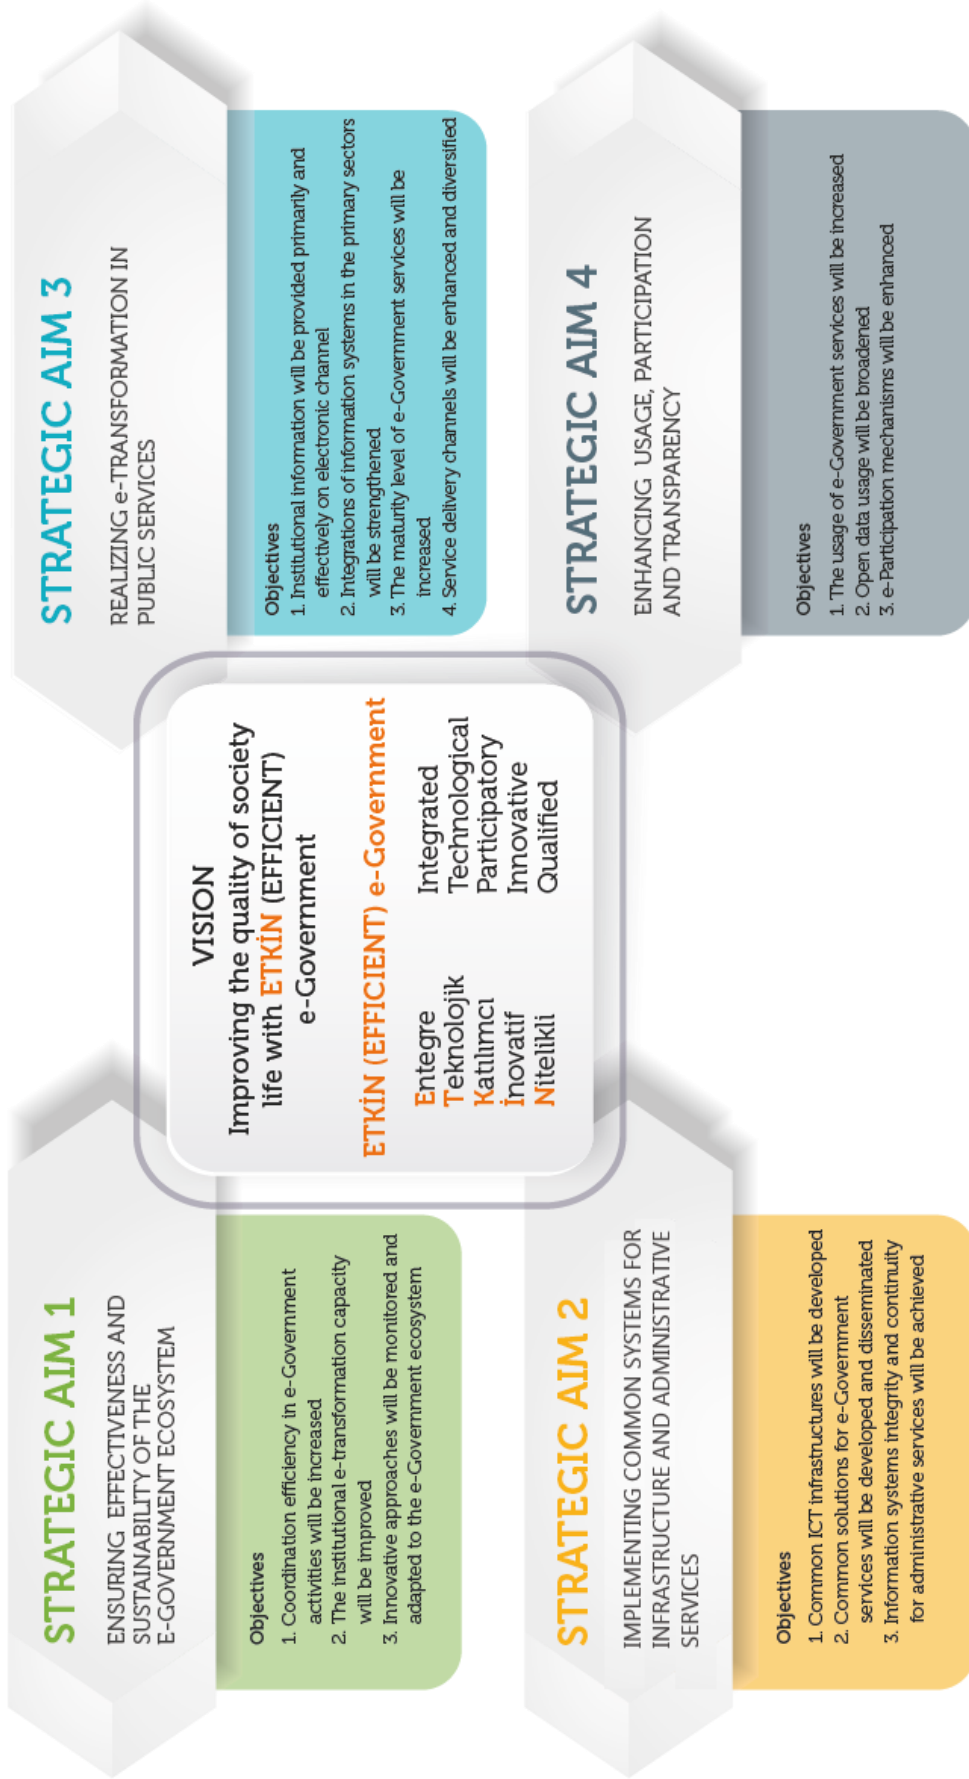 STRATEGIC AIM 1
ENSURING EFFECTIVENESS AND
SUSTAINABILITY OF THE
E-GOVERNMENT ECOSYSTEM
Objectives
1. Coordination efficiency in e-Government
activities will be increased
2. The institutional e-transformation capacity
will be improved
3. Innovative approaches will be monitored and
adapted to the e-Government ecosystem
VISION
Improving the quality of society
life with ETKİN (EFFICIENT)
e-Government
ETKİN (EFFICIENT) e-Government
Entegre Integrated
Teknolojik Technological
Katılımcı Participatory
İnovatif Innovative
Nitelikli Qualified
STRATEGIC AIM 3
REALIZING e-TRANSFORMATION IN
PUBLIC SERVICES
Objectives
1. Institutional information will be provided primarily and
effectively on electronic channel
2. Integrations of information systems in the primary sectors
will be strengthened
3. The maturity level of e-Government services will be
increased
4. Service delivery channels will be enhanced and diversified
STRATEGIC AIM 2
IMPLEMENTING COMMON SYSTEMS FOR
INFRASTRUCTURE AND ADMINISTRATIVE
SERVICES
Objectives
1. Common ICT infrastructures will be developed
2. Common solutions for e-Government
services will be developed and disseminated
3. Information systems integrity and continuity
for administrative services will be achieved
STRATEGIC AIM 4
ENHANCING USAGE, PARTICIPATION
AND TRANSPARENCY
Objectives
1. The usage of e-Government services will be increased
2. Open data usage will be broadened
3. e-Participation mechanisms will be enhanced